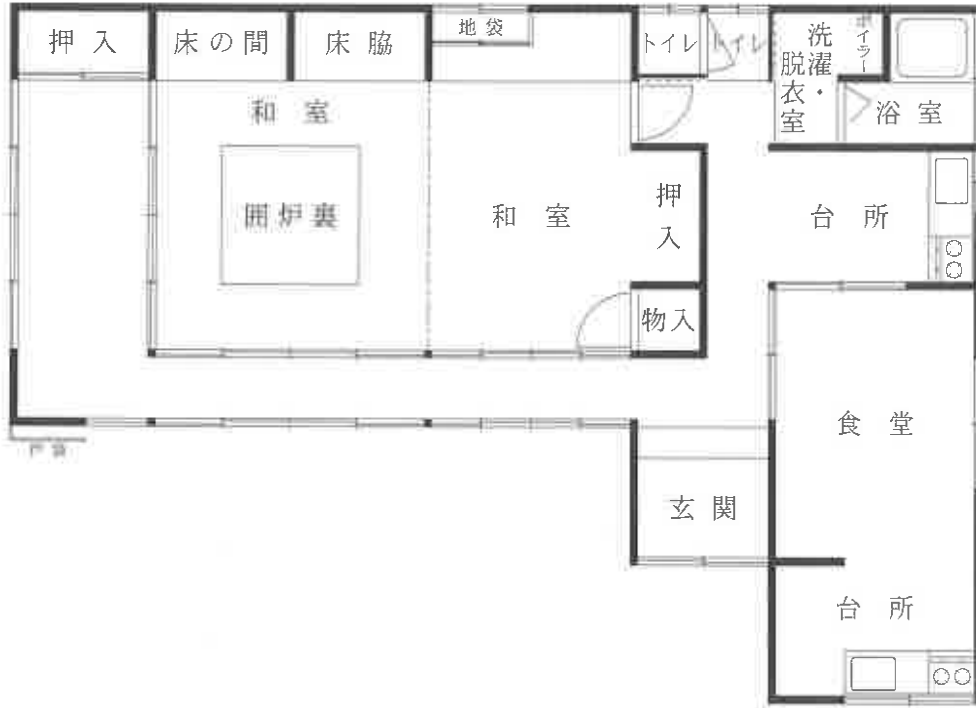 押入
床の間
床脇
地袋
トイレ
トイレ
洗濯・
脱衣室
ボイラー
浴室
和室
囲炉裏
和室
押入
物入
台所
食堂
玄関
台所
戸袋